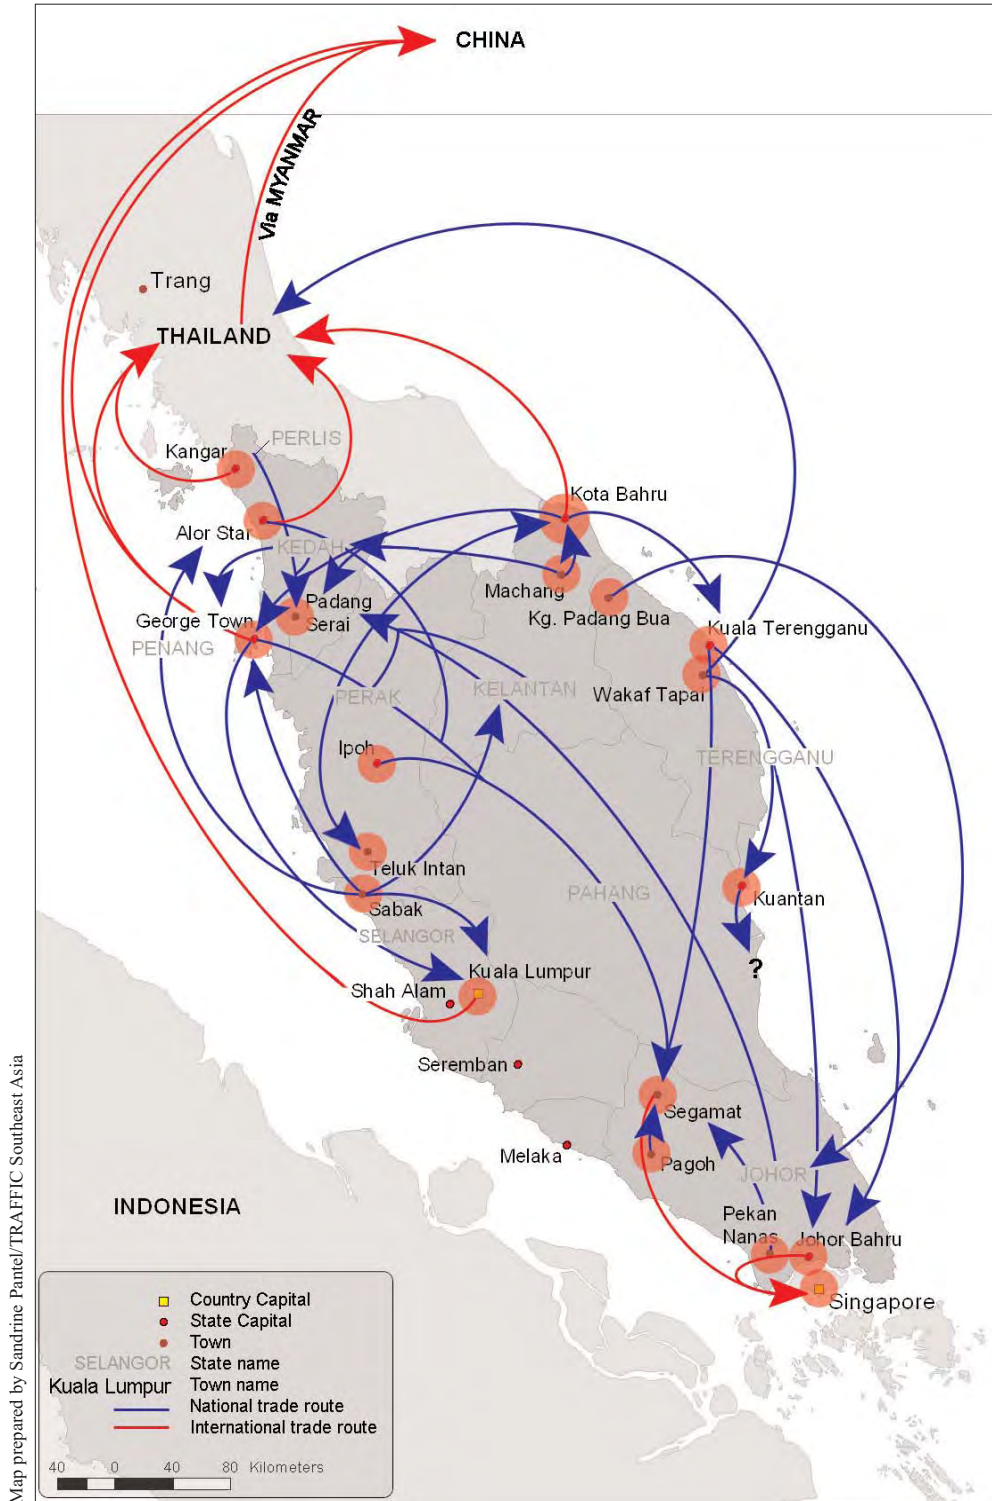 CHINA
Via MYANMAR
Trang
THAILAND
PERLIS
Kangar
Kota Bahru
Alor Star
KEDAH
Machang
Padang
Serai
Kg. Padang Bua
George Town
Kuala Terengganu
PENANG
KELANTAN
PERAK
Wakaf Tapai
Ipoh
TERENGGANU
Teluk Intan
PAHANG
Kuantan
Sabak
SELANGOR
?
Kuala Lumpur
Shah Alam
Seremban
Segamat
Melaka
Pagoh
JOHOR
INDONESIA
Pekan
Nanas
Johor Bahru
Singapore
Country Capital
State Capital
Town
SELANGOR State name
Kuala Lumpur Town name
National trade route
International trade route
40 0 40 80 Kilometers
Map prepared by Sandrine Pantel/TRAFFIC Southeast Asia